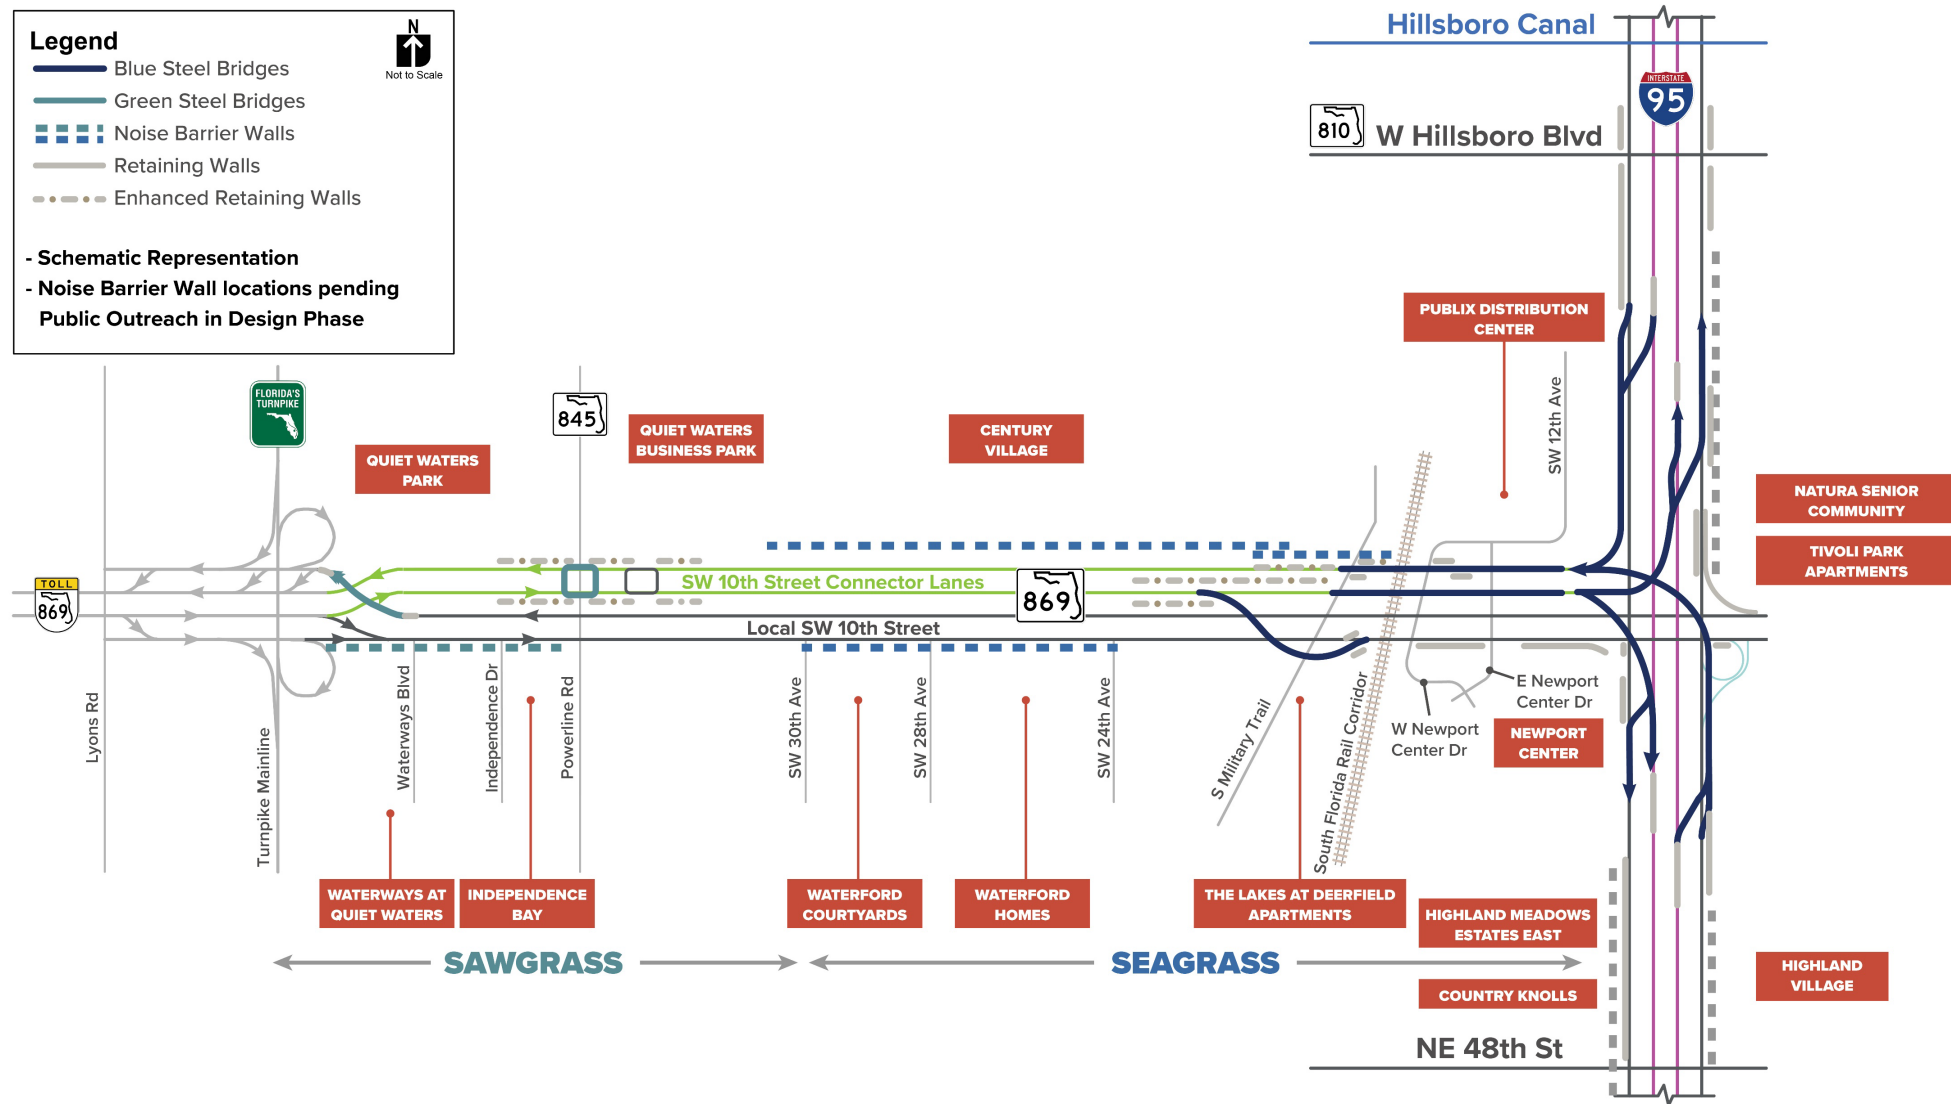 Legend
N
Not to Scale
Blue Steel Bridges
Green Steel Bridges
Noise Barrier Walls
Retaining Walls
Enhanced Retaining Walls
- Schematic Representation
- Noise Barrier Wall locations pending
Public Outreach in Design Phase
Hillsboro Canal
INTERSTATE
95
810
W Hillsboro Blvd
PUBLIX DISTRIBUTION
CENTER
SW 12th Ave
FLORIDA'S
TURNPIKE
845
QUIET WATERS
PARK
QUIET WATERS
BUSINESS PARK
CENTURY
VILLAGE
NATURA SENIOR
COMMUNITY
TIVOLI PARK
APARTMENTS
TOLL
869
SW 10th Street Connector Lanes
869
Local SW 10th Street
Lyons Rd
Turnpike Mainline
Waterways Blvd
Independence Dr
Powerline Rd
SW 30th Ave
SW 28th Ave
SW 24th Ave
S Military Trail
South Florida Rail Corridor
W Newport
Center Dr
E Newport
Center Dr
NEWPORT
CENTER
WATERWAYS AT
QUIET WATERS
INDEPENDENCE
BAY
WATERFORD
COURTYARDS
WATERFORD
HOMES
THE LAKES AT DEERFIELD
APARTMENTS
HIGHLAND MEADOWS
ESTATES EAST
COUNTRY KNOLLS
HIGHLAND
VILLAGE
SAWGRASS
SEAGRASS
NE 48th St